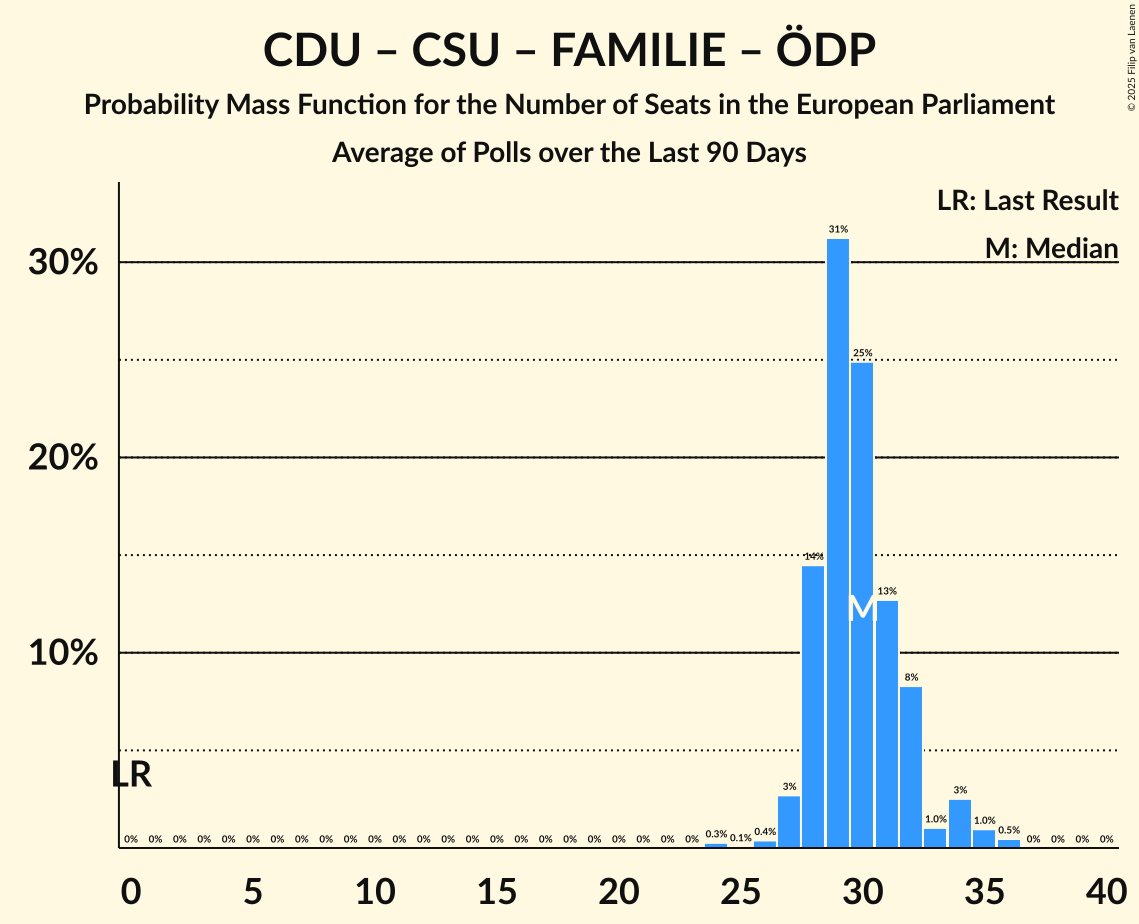 CDU – CSU – FAMILIE – ÖDP
Probability Mass Function for the Number of Seats in the European Parliament
Average of Polls over the Last 90 Days
© 2025 Filip van Laenen
LR: Last Result
M: Median
30%
20%
10%
31%
25%
14%
13%
M
8%
LR
0% 0% 0% 0% 0% 0% 0% 0% 0% 0% 0% 0% 0% 0% 0% 0% 0% 0% 0% 0% 0% 0% 0% 0% 0.3% 0.1% 0.4% 3% 1.0% 3% 1.0% 0.5% 0% 0% 0% 0%
0 5 10 15 20 25 30 35 40